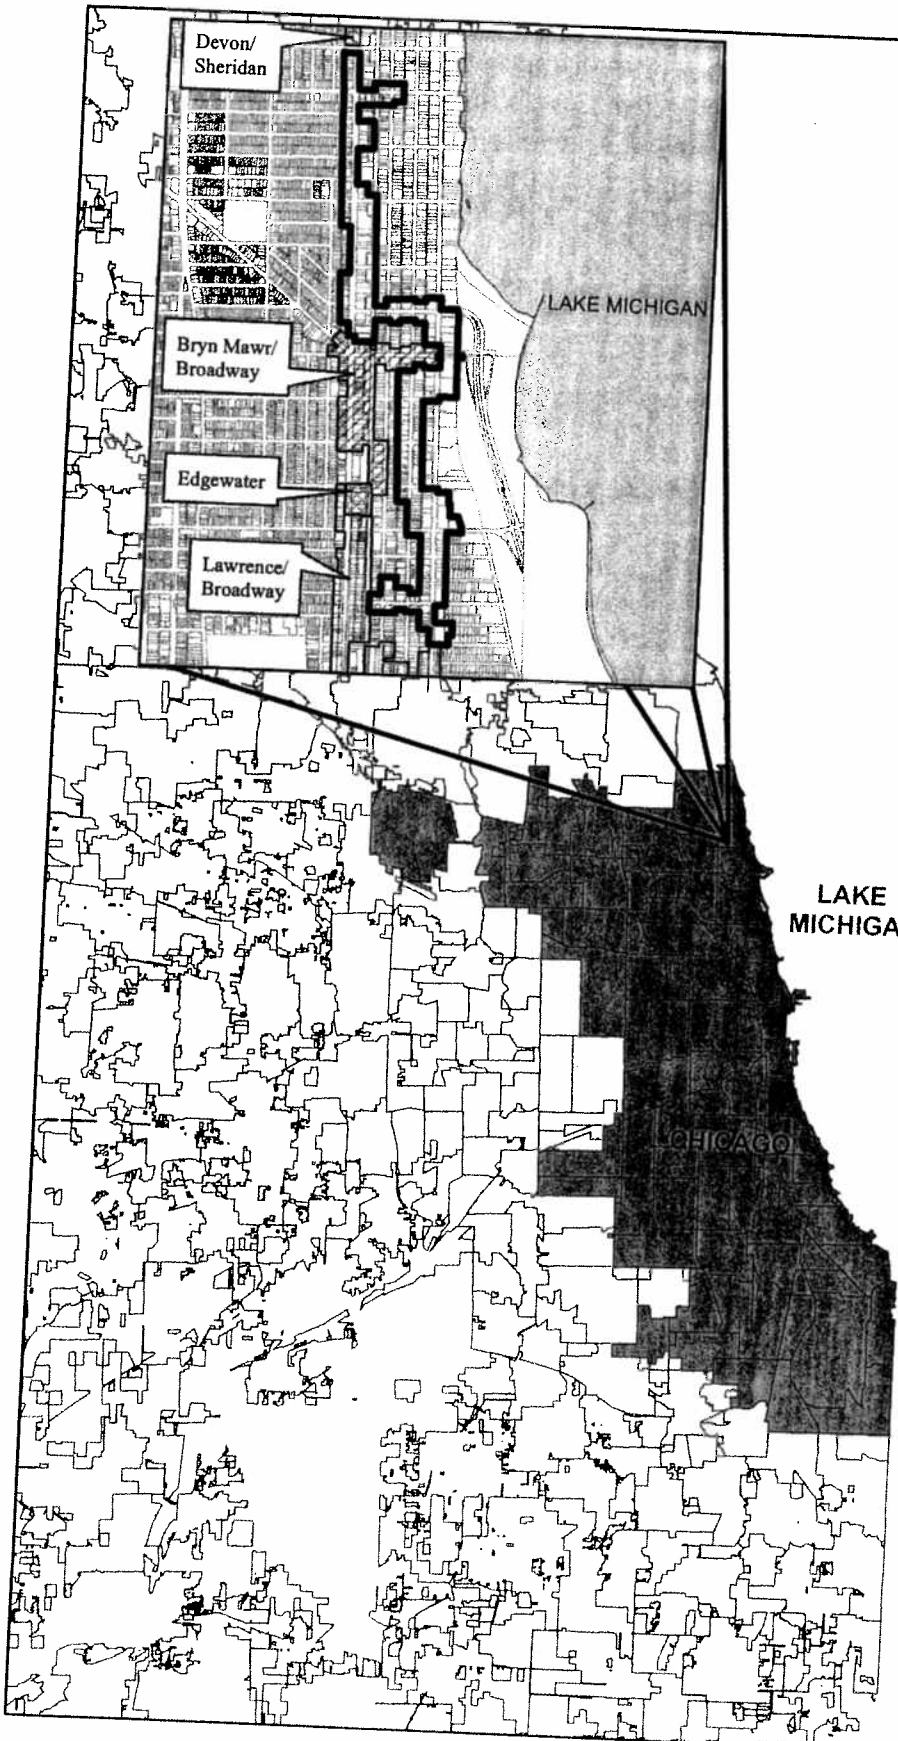 Devon/
Sheridan
LAKE MICHIGAN
Bryn Mawr/
Broadway
Edgewater
Lawrence/
Broadway
LAKE
MICHIGA
CHICAGO